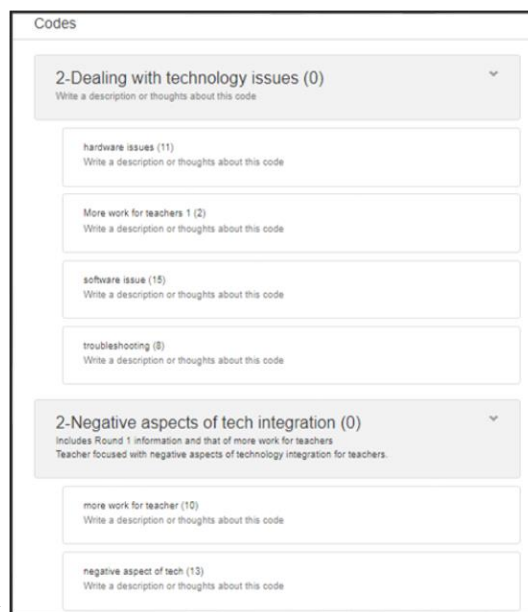 Codes
2-Dealing with technology issues (0)
Write a description or thoughts about this code
hardware issues (11)
Write a description or thoughts about this code
More work for teachers 1 (2)
Write a description or thoughts about this code
software issue (15)
Write a description or thoughts about this code
troubleshooting (8)
Write a description or thoughts about this code
2-Negative aspects of tech integration (0)
Includes Round 1 information and that of more work for teachers
Teacher focused with negative aspects of technology integration for teachers.
more work for teacher (10)
Write a description or thoughts about this code
negative aspect of tech (13)
Write a description or thoughts about this code